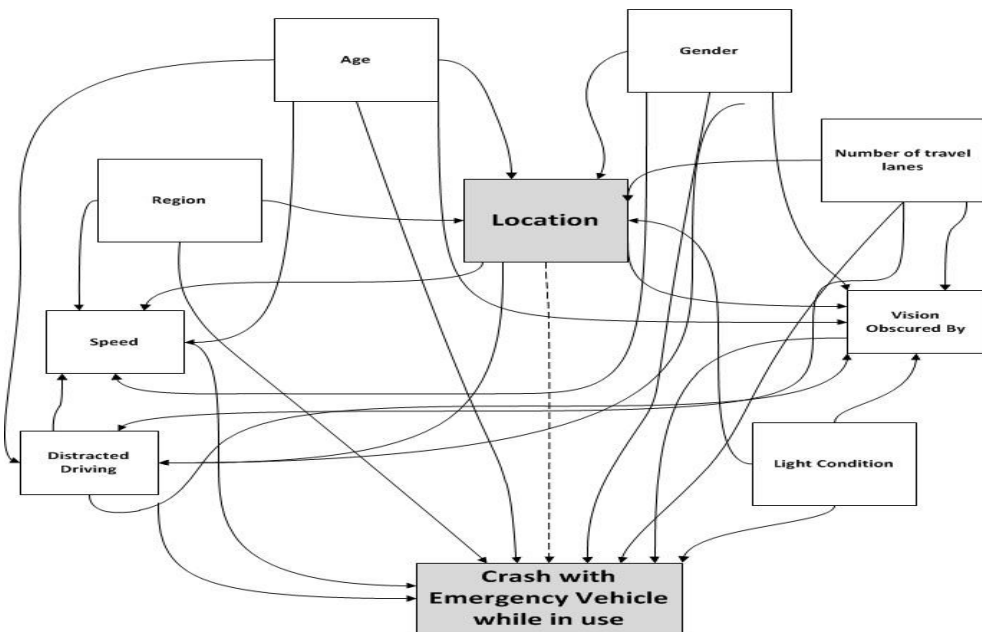 Age
Gender
Number of travel
lanes
Region
Location
Speed
Vision
Obscured By
Distracted
Driving
Light Condition
Crash with
Emergency Vehicle
while in use